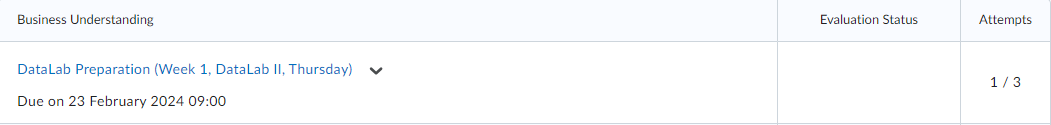 Business Understanding
Evaluation Status
Attempts
DataLab Preparation (Week 1, DataLab II, Thursday)
1 / 3
Due on 23 February 2024 09:00